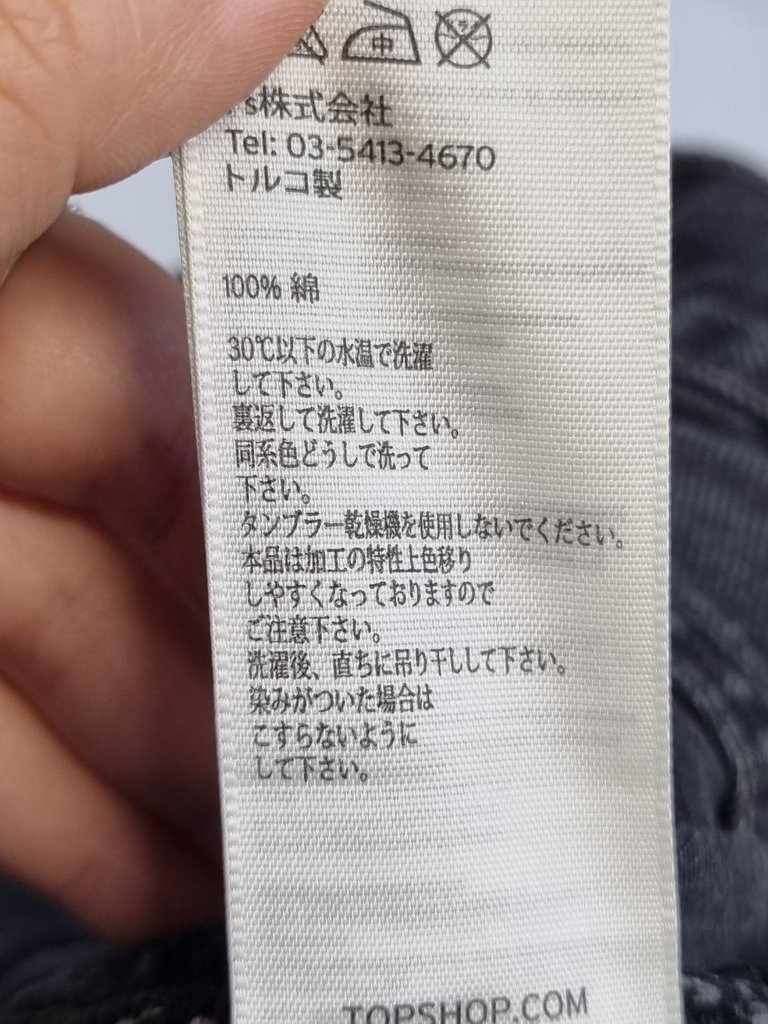 中
s株式会社
Tel: 03-5413-4670
トルコ製
100% 綿
30℃以下の水温で洗濯
して下さい。
裏返して洗濯して下さい。
同系色どうしで洗って
下さい。
タンブラー乾燥機を使用しないでください。
本品は加工の特性上色移り
しやすくなっておりますので
ご注意下さい。
洗濯後、直ちに吊り干しして下さい。
染みがついた場合は
こすらないように
して下さい。
TOPSHOP.COM